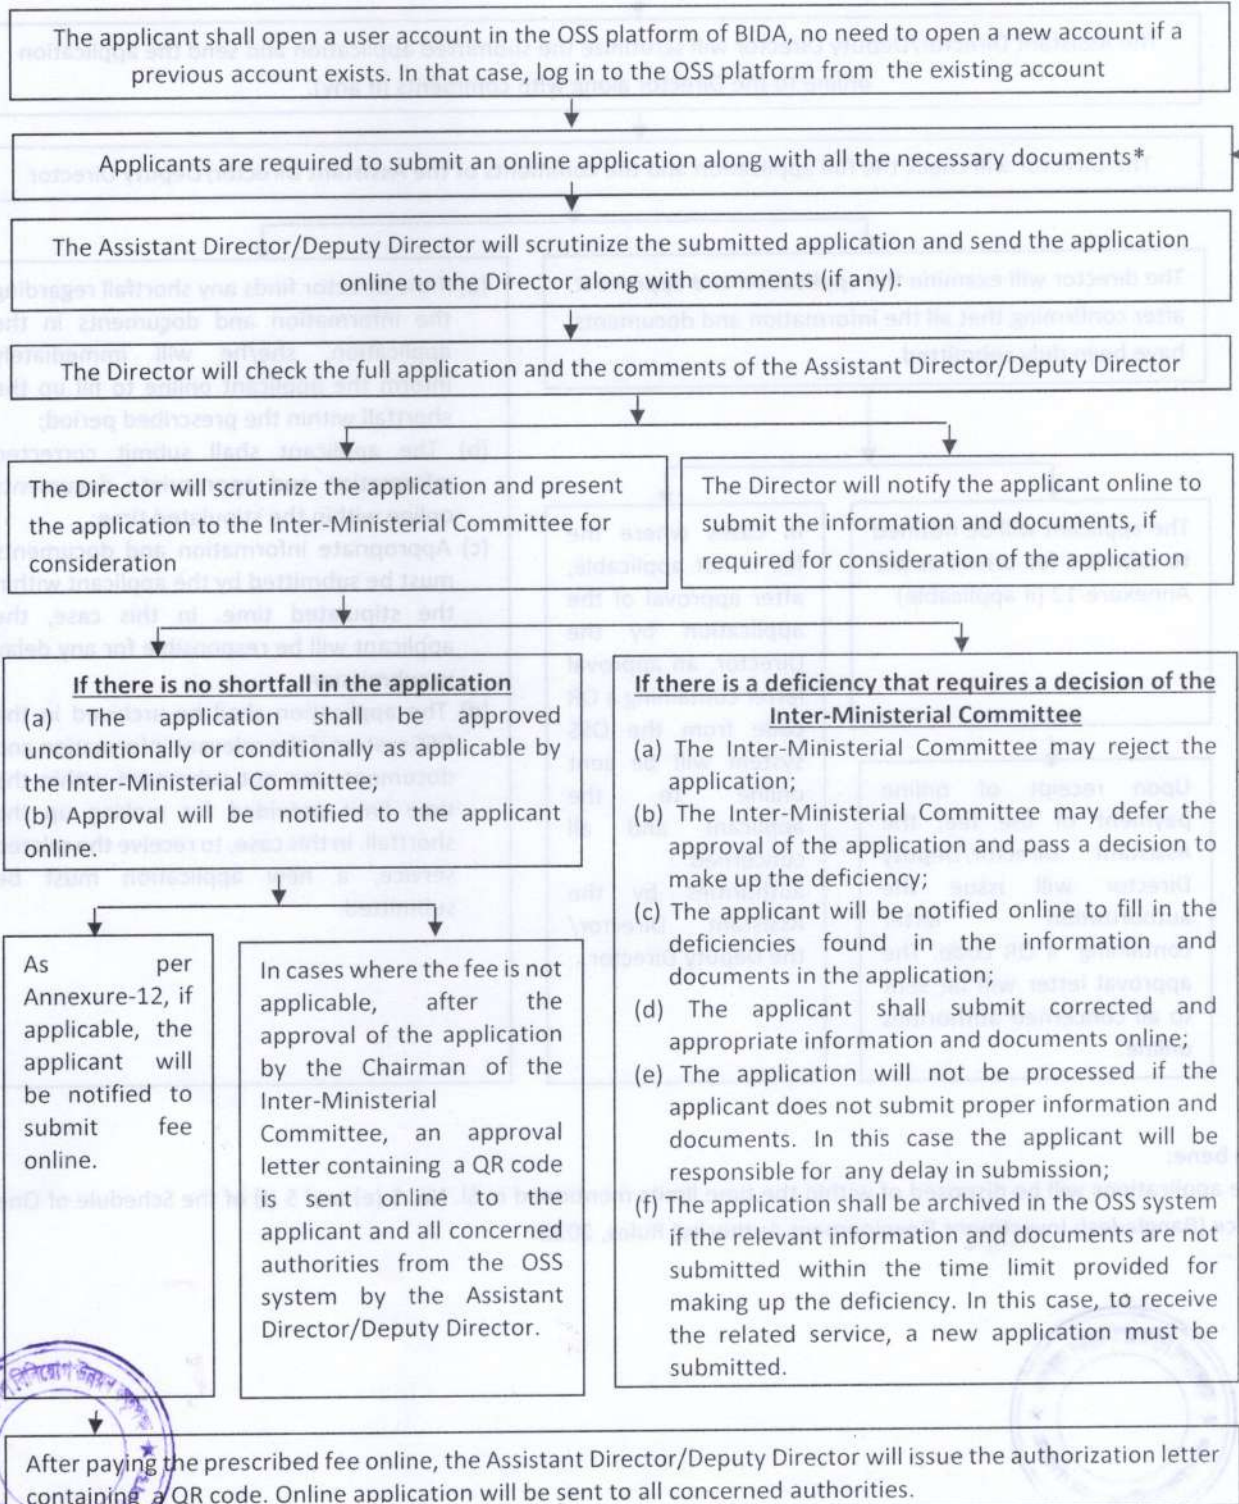 The applicant shall open a user account in the OSS platform of BIDA, no need to open a new account if a
previous account exists. In that case, log in to the OSS platform from the existing account
Applicants are required to submit an online application along with all the necessary documents*
The Assistant Director/Deputy Director will scrutinize the submitted application and send the application
online to the Director along with comments (if any).
The Director will check the full application and the comments of the Assistant Director/Deputy Director
The Director will scrutinize the application and present
the application to the Inter-Ministerial Committee for
consideration
The Director will notify the applicant online to
submit the information and documents, if
required for consideration of the application
If there is no shortfall in the application
(a) The application shall be approved
unconditionally or conditionally as applicable by
the Inter-Ministerial Committee;
(b) Approval will be notified to the applicant
online.
If there is a deficiency that requires a decision of the
Inter-Ministerial Committee
(a) The Inter-Ministerial Committee may reject the
application;
(b) The Inter-Ministerial Committee may defer the
approval of the application and pass a decision to
make up the deficiency;
(c) The applicant will be notified online to fill in the
deficiencies found in the information and
documents in the application;
(d) The applicant shall submit corrected and
appropriate information and documents online;
(e) The application will not be processed if the
applicant does not submit proper information and
documents. In this case the applicant will be
responsible for any delay in submission;
(f) The application shall be archived in the OSS system
if the relevant information and documents are not
submitted within the time limit provided for
making up the deficiency. In this case, to receive
the related service, a new application must be
submitted.
As per
Annexure-12, if
applicable, the
applicant will
be notified to
submit fee
online.
In cases where the fee is not
applicable, after the
approval of the application
by the Chairman of the
Inter-Ministerial
Committee, an approval
letter containing a QR code
is sent online to the
applicant and all concerned
authorities from the OSS
system by the Assistant
Director/Deputy Director.
After paying the prescribed fee online, the Assistant Director/Deputy Director will issue the authorization letter
containing a QR code. Online application will be sent to all concerned authorities.